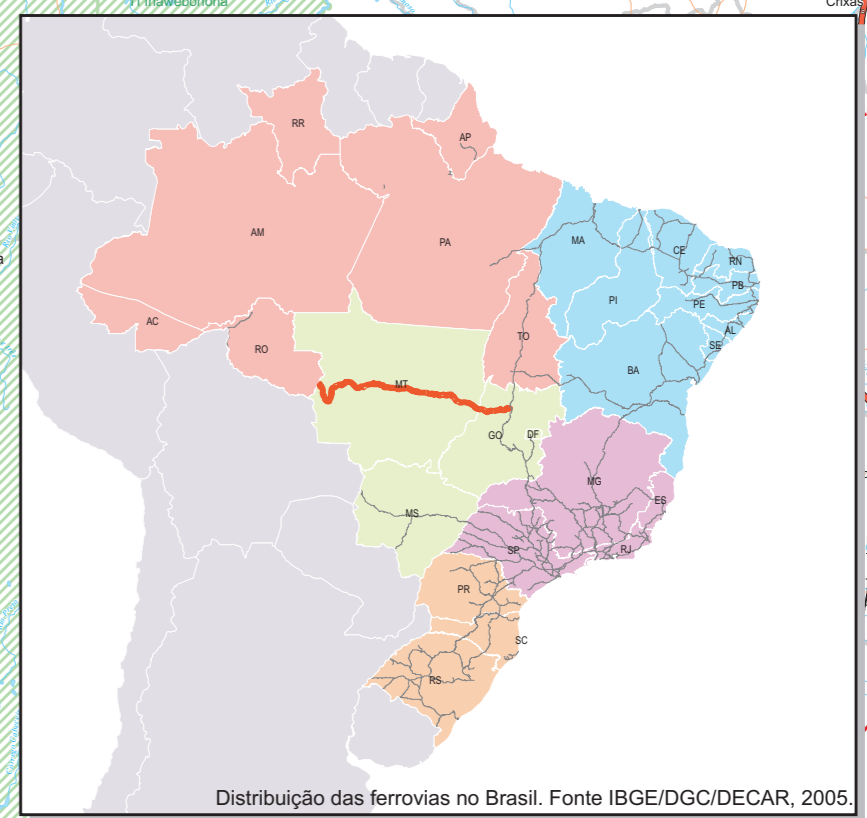 Crixás
RR
AP
AM
PA
MA
CE
RN
PB
PI
PE
AL
TO
SE
AC
RO
BA
MT
GO
DF
MG
ES
MS
SP
RJ
PR
SC
RS
Distribuição das ferrovias no Brasil. Fonte IBGE/DGC/DECAR, 2005.